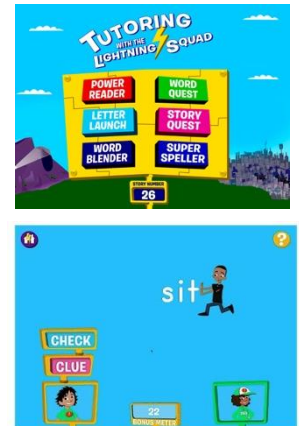 TUTORING
WITH THE
LIGHTNING SQUAD
POWER
READER
WORD
QUEST
LETTER
LAUNCH
STORY
QUEST
WORD
BLENDER
SUPER
SPELLER
STORY NUMBER
26
?
sit
CHECK
CLUE
22
BONUS METER